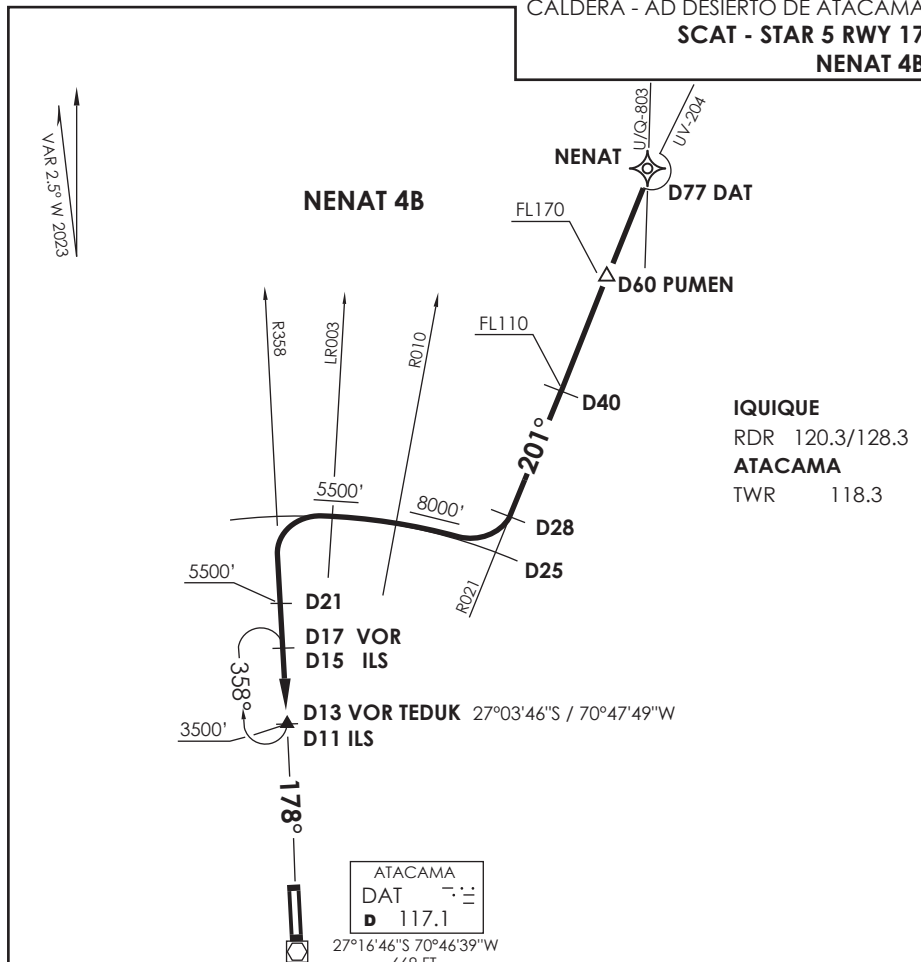 CALDERA - AD DESIERTO DE ATACAMA
SCAT - STAR 5 RWY 17
NENAT 4B
VAR 2.5° W 2023
NENAT 4B
U/Q-803
UV-204
NENAT
D77 DAT
FL170
D60 PUMEN
FL110
D40
201°
IQUIQUE
RDR 120.3/128.3
ATACAMA
TWR 118.3
R358
LR003
R010
5500'
8000'
D28
D25
R021
5500'
D21
D17 VOR
D15 ILS
358°
D13 VOR TEDUK 27°03'46"S / 70°47'49"W
3500'
D11 ILS
178°
ATACAMA
DAT
D 117.1
27°16'46"S 70°46'39"W